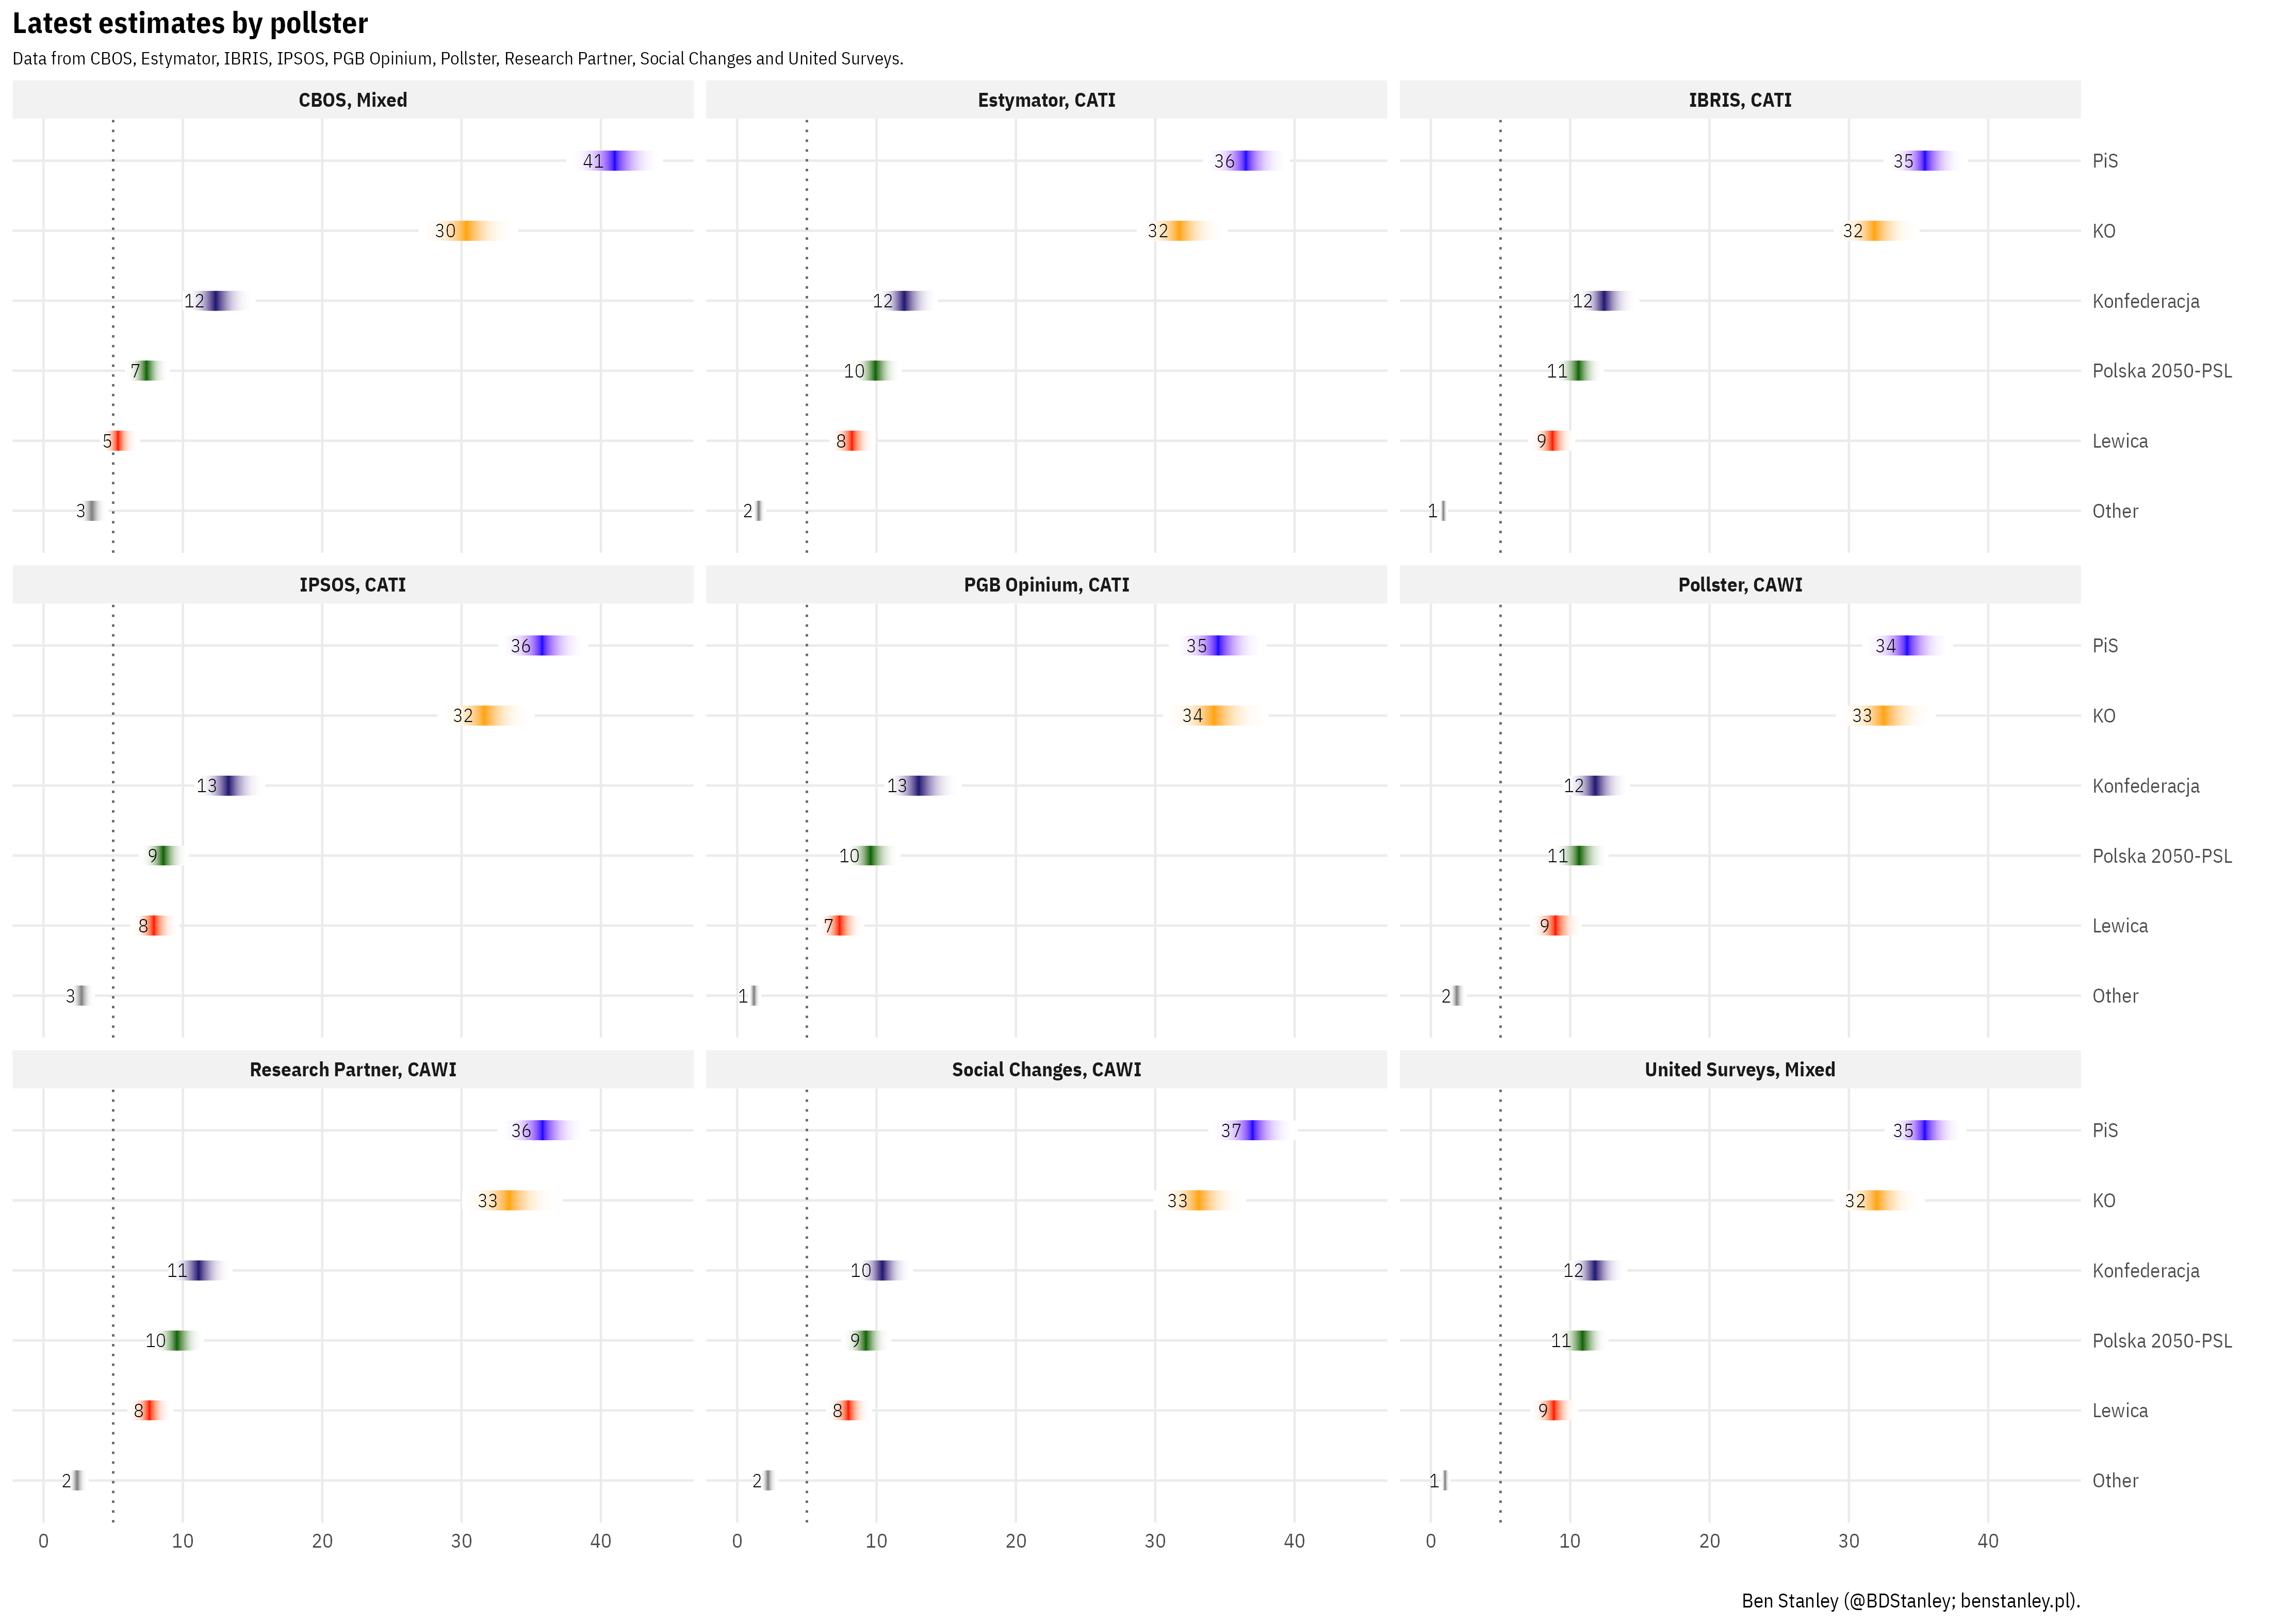 Latest estimates by pollster
Data from CBOS, Estymator, IBRIS, IPSOS, PGB Opinium, Pollster, Research Partner, Social Changes and United Surveys.
CBOS, Mixed Estymator, CATI IBRIS, CATI
41 36 35 PiS
30 32 32 KO
12 12 12 Konfederacja
7 10 11 Polska 2050-PSL
5 8 9 Lewica
3 2 1 Other
IPSOS, CATI PGB Opinium, CATI Pollster, CAWI
36 35 34 PiS
32 34 33 KO
13 13 12 Konfederacja
9 10 11 Polska 2050-PSL
8 7 9 Lewica
3 1 2 Other
Research Partner, CAWI Social Changes, CAWI United Surveys, Mixed
36 37 35 PiS
33 33 32 KO
11 10 12 Konfederacja
10 9 11 Polska 2050-PSL
8 8 9 Lewica
2 2 1 Other
0 10 20 30 40 0 10 20 30 40 0 10 20 30 40
Ben Stanley (@BDStanley; benstanley.pl).